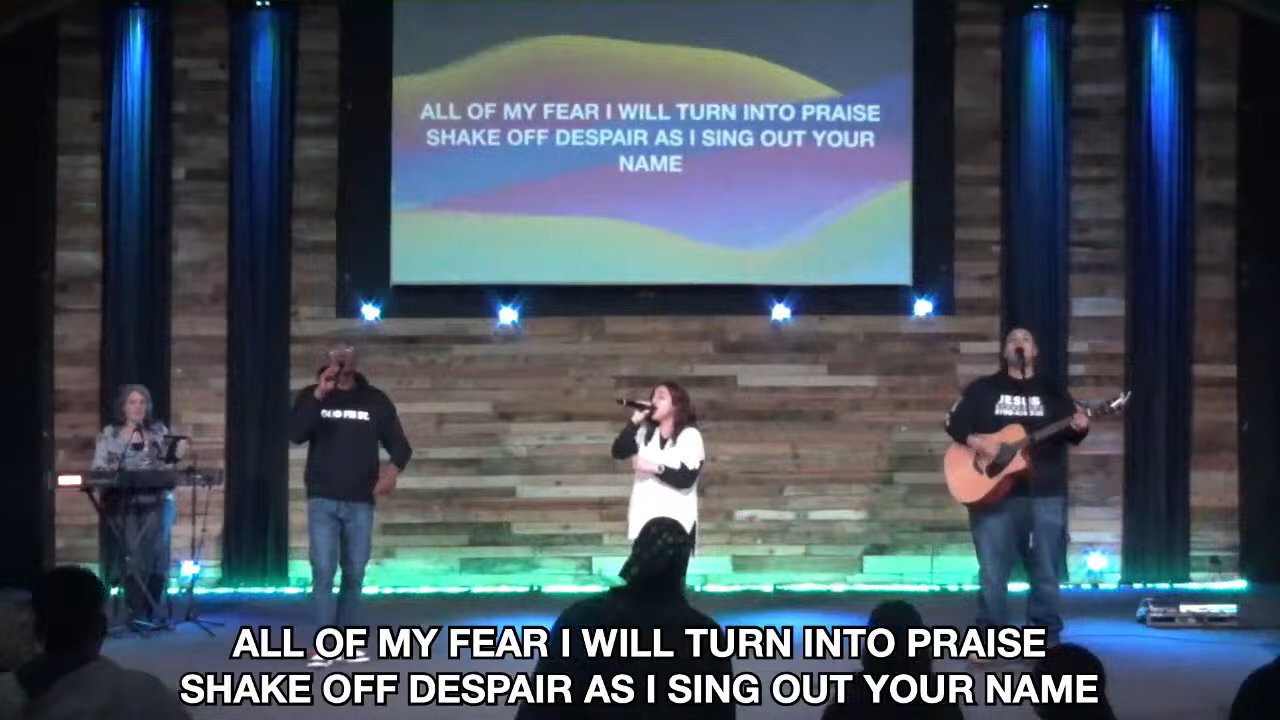 ALL OF MY FEAR I WILL TURN INTO PRAISE
SHAKE OFF DESPAIR AS I SING OUT YOUR
NAME
JESUS
ALL OF MY FEAR I WILL TURN INTO PRAISE
SHAKE OFF DESPAIR AS I SING OUT YOUR NAME